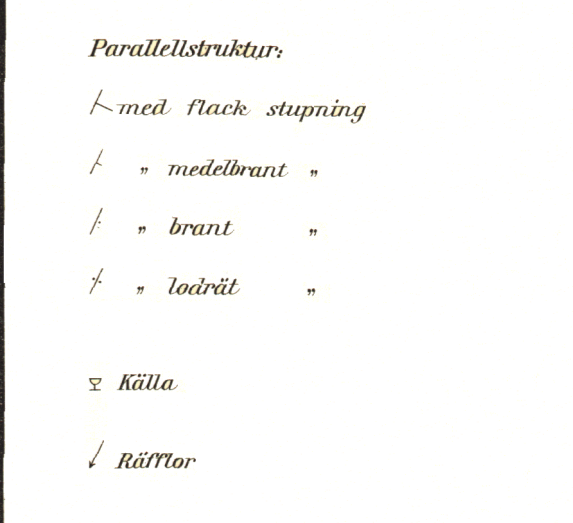 Parallellstruktur:
med flack stupning
„ medelbrant „
„ brant „
„ lodrät „
Källa
Räfflor